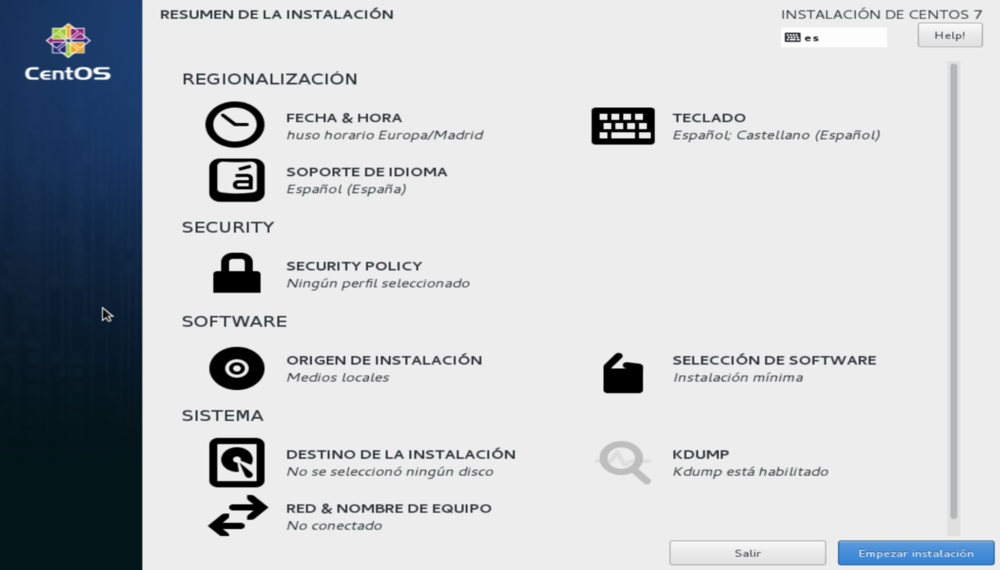 RESUMEN DE LA INSTALACIÓN
INSTALACIÓN DE CENTOS 7
es
Help!
CentOS
REGIONALIZACIÓN
FECHA & HORA
huso horario Europa/Madrid
TECLADO
Español; Castellano (Español)
á
SOPORTE DE IDIOMA
Español (España)
SECURITY
SECURITY POLICY
Ningún perfil seleccionado
SOFTWARE
ORIGEN DE INSTALACIÓN
Medios locales
SELECCIÓN DE SOFTWARE
Instalación mínima
SISTEMA
DESTINO DE LA INSTALACIÓN
No se seleccionó ningún disco
KDUMP
Kdump está habilitado
RED & NOMBRE DE EQUIPO
No conectado
Salir
Empezar instalación